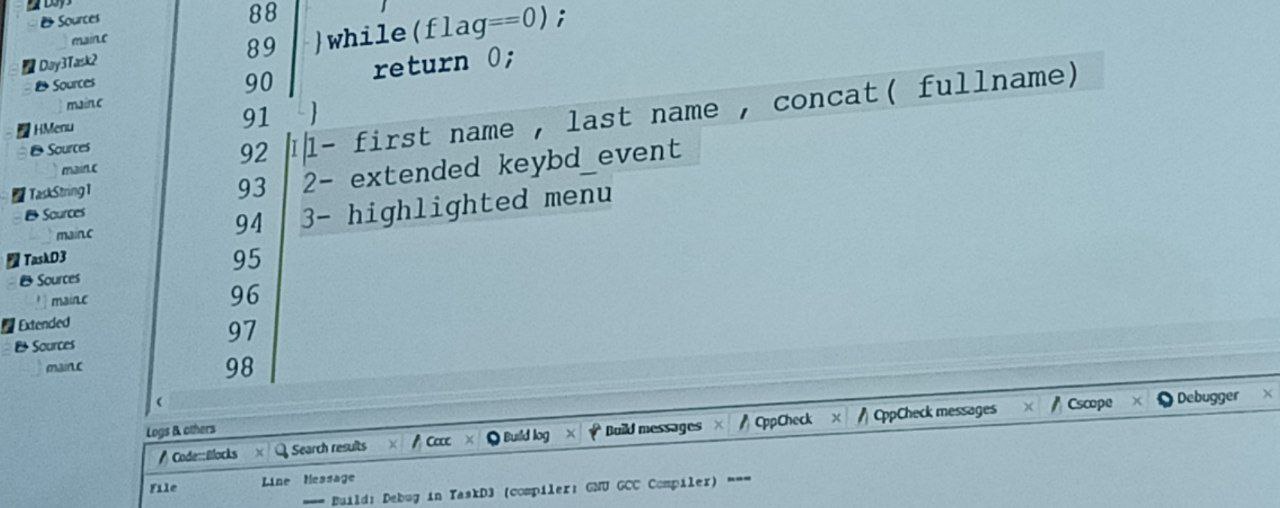 Sources
main.c
Day3Task2
Sources
main.c
HMenu
Sources
main.c
TaskString1
Sources
main.c
TaskD3
Sources
main.c
Extended
Sources
main.c
88
89 }while(flag==0);
90 return 0;
91 }
92 1- first name , last name , concat( fullname)
93 2- extended keybd_event
94 3- highlighted menu
95
96
97
98
Logs & others
Code::Blocks Search results Cccc Build log Build messages CppCheck CppCheck messages Cscope Debugger
File Line Message
=== Build: Debug in TaskD3 (compiler: GNU GCC Compiler) ===